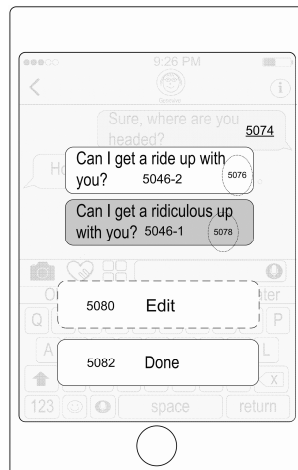 9:26 PM
Sure, where are you
headed?
5074
Ho
Can I get a ride up with
you? 5046-2 5076
Can I get a ridiculous up
with you? 5046-1 5078
5080 Edit
Q P
A L
5082 Done
X
123 space return